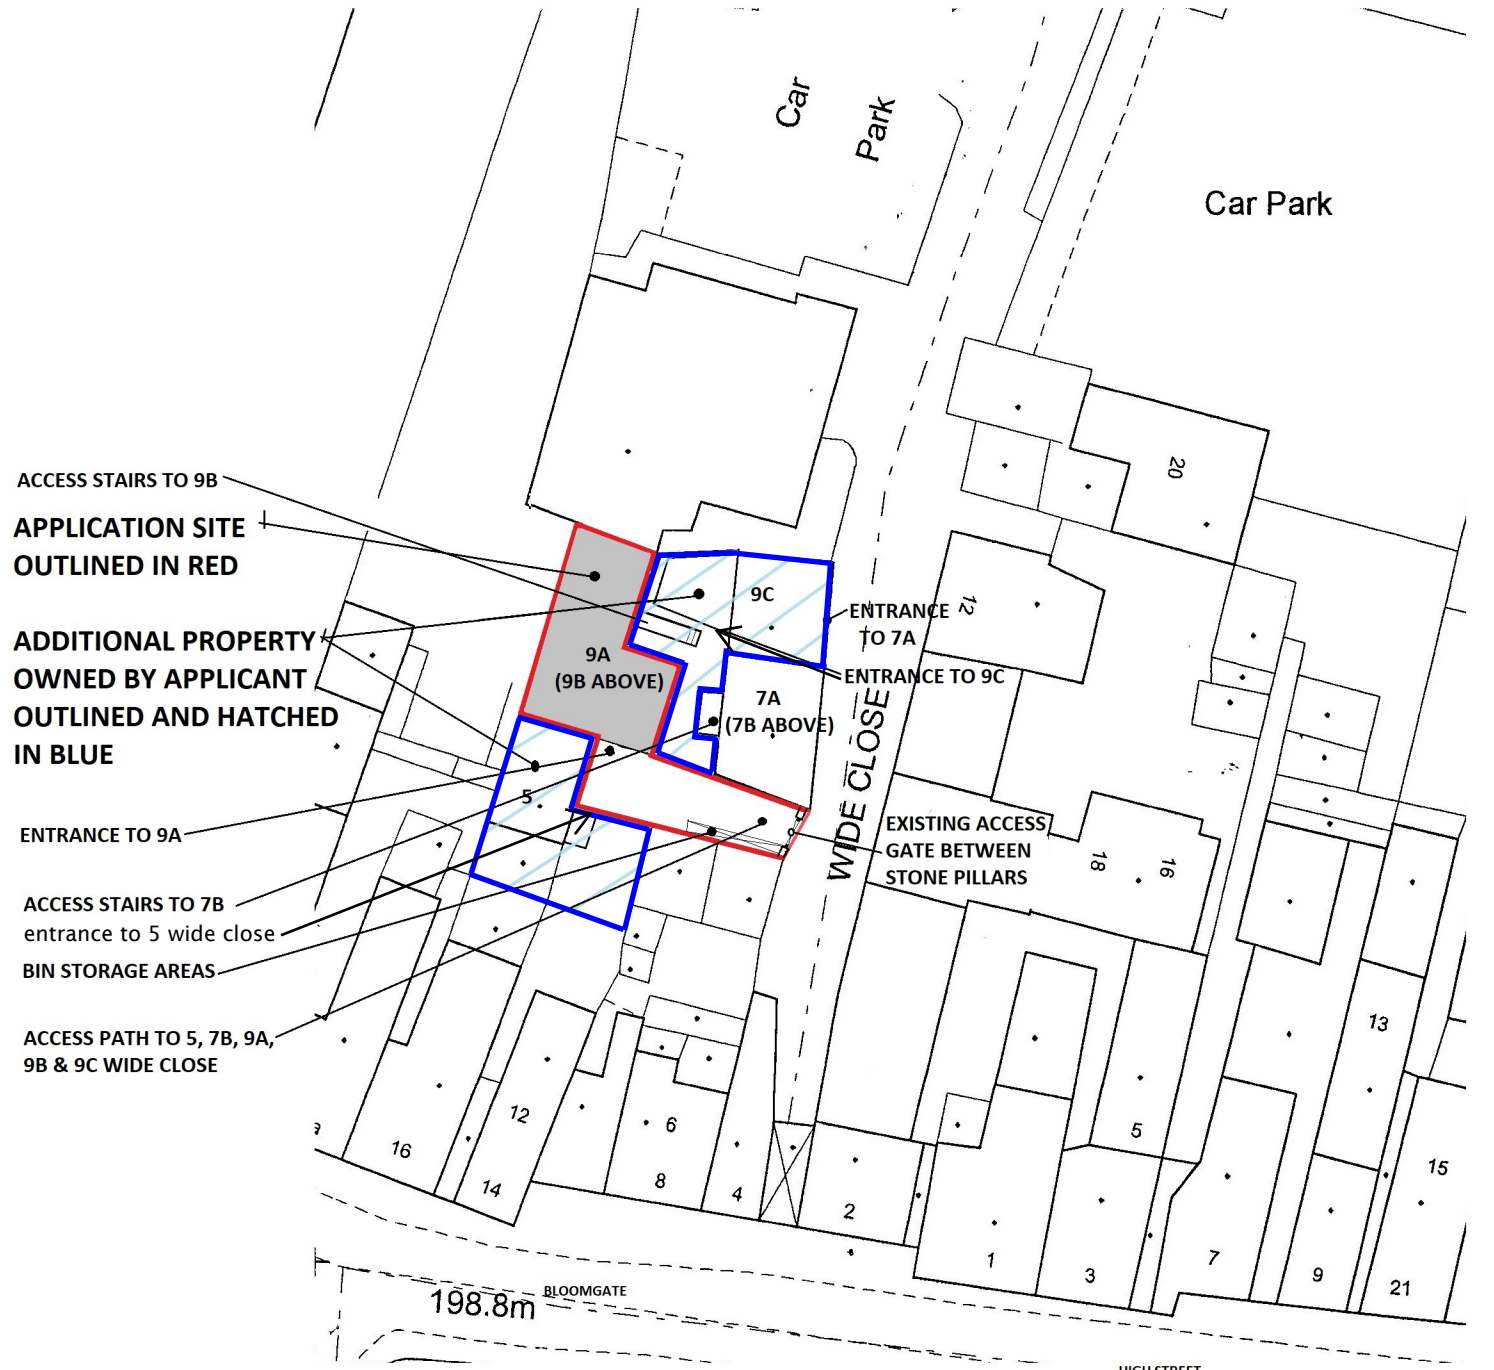 Car
Park
Car Park
ACCESS STAIRS TO 9B
APPLICATION SITE
OUTLINED IN RED
ADDITIONAL PROPERTY
OWNED BY APPLICANT
OUTLINED AND HATCHED
IN BLUE
ENTRANCE TO 9A
ACCESS STAIRS TO 7B
entrance to 5 wide close
BIN STORAGE AREAS
ACCESS PATH TO 5, 7B, 9A,
9B & 9C WIDE CLOSE
9A
(9B ABOVE)
9C
ENTRANCE
TO 7A
ENTRANCE TO 9C
7A
(7B ABOVE)
5
WIDE CLOSE
EXISTING ACCESS
GATE BETWEEN
STONE PILLARS
20
12
18
16
13
16
14
12
6
8
4
2
1
3
5
7
9
15
21
198.8m
BLOOMGATE
HIGH STREET